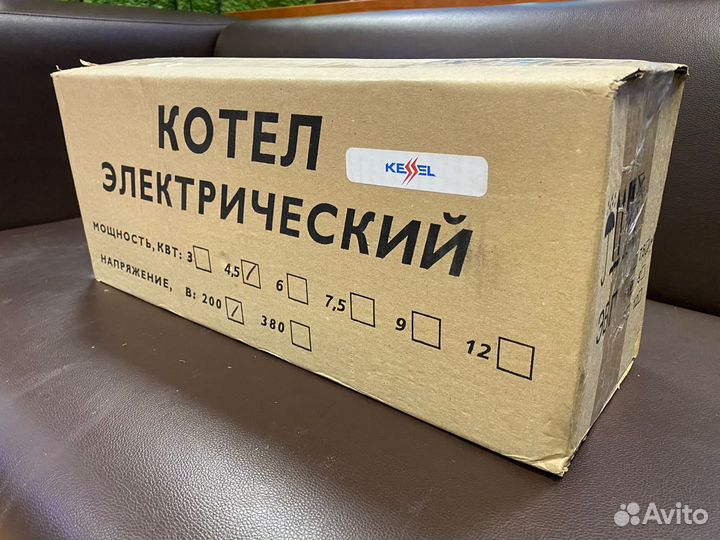 КОТЕЛ
KESSEL
ЭЛЕКТРИЧЕСКИЙ
МОЩНОСТЬ, КВТ: 3 4,5 6 7,5 9 12
НАПРЯЖЕНИЕ, В: 200 380
Avito